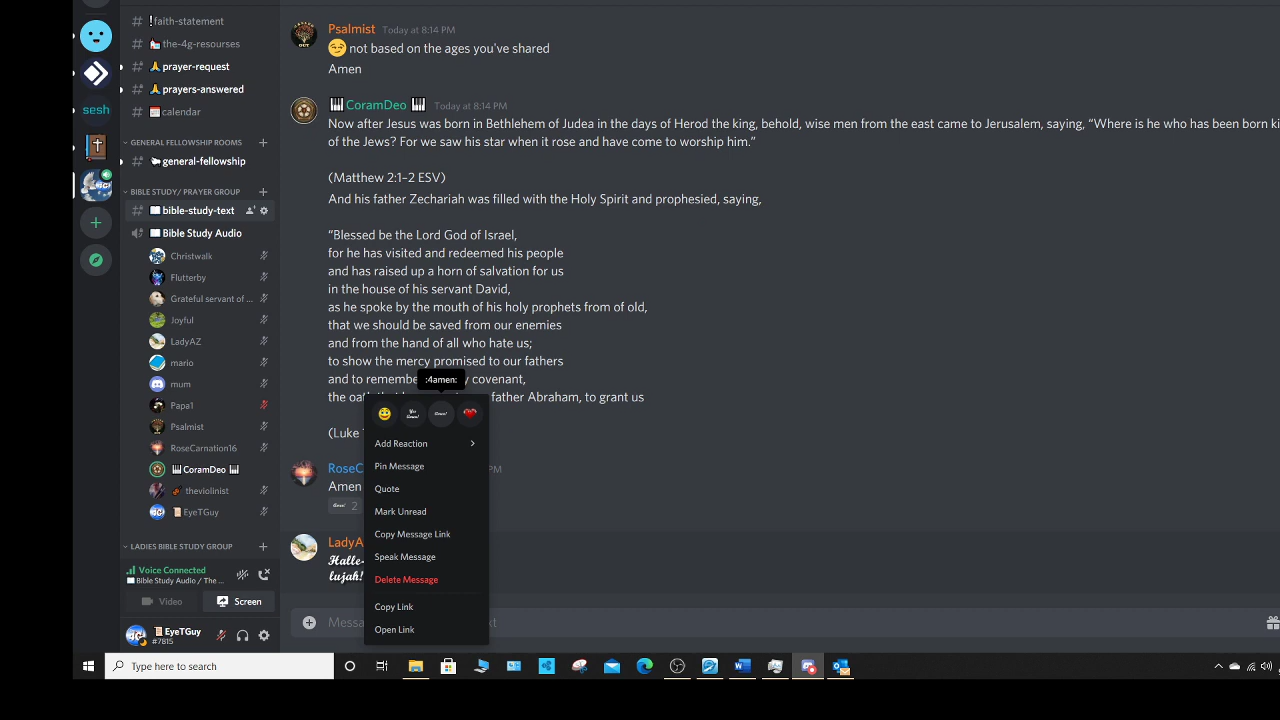 !faith-statement
the-4g-resourses
prayer-request
prayers-answered
calendar
GENERAL FELLOWSHIP ROOMS
general-fellowship
BIBLE STUDY/ PRAYER GROUP
bible-study-text
Bible Study Audio
Christwalk
Flutterby
Grateful servant of ...
Joyful
LadyAZ
mario
mum
Papa1
Psalmist
RoseCarnation16
CoramDeo
theviolinist
EyeTGuy
LADIES BIBLE STUDY GROUP
Voice Connected
Bible Study Audio / The ...
Video
Screen
EyeTGuy
#7815
sesh
Psalmist Today at 8:14 PM
not based on the ages you've shared
Amen
CoramDeo Today at 8:14 PM
Now after Jesus was born in Bethlehem of Judea in the days of Herod the king, behold, wise men from the east came to Jerusalem, saying, “Where is he who has been born
of the Jews? For we saw his star when it rose and have come to worship him.”
(Matthew 2:1–2 ESV)
And his father Zechariah was filled with the Holy Spirit and prophesied, saying,
“Blessed be the Lord God of Israel,
for he has visited and redeemed his people
and has raised up a horn of salvation for us
in the house of his servant David,
as he spoke by the mouth of his holy prophets from of old,
that we should be saved from our enemies
and from the hand of all who hate us;
to show the mercy promised to our fathers
and to covenant,
the father Abraham, to grant us
(Luke
PM
Amen
2
Halle-
lujah!
:4amen:
Add Reaction
Pin Message
Quote
Mark Unread
Copy Message Link
Speak Message
Delete Message
Copy Link
Open Link
Type here to search